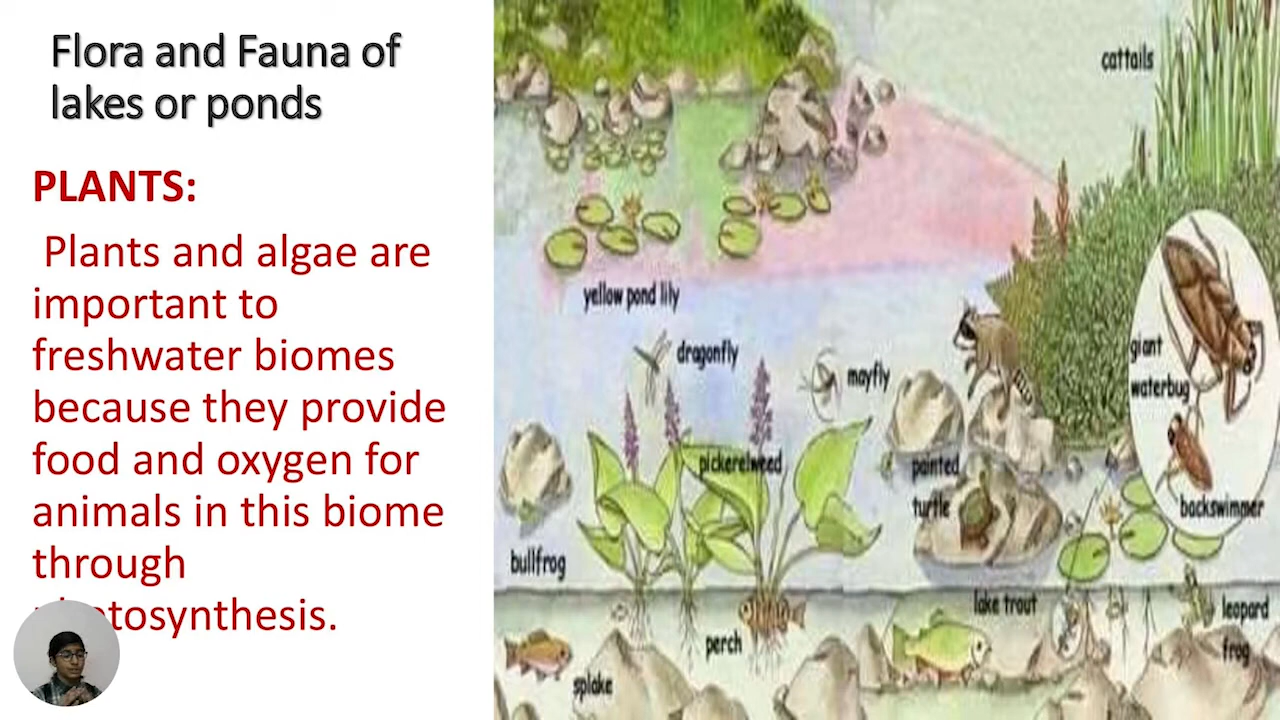 Flora and Fauna of
lakes or ponds
PLANTS:
Plants and algae are
important to
freshwater biomes
because they provide
food and oxygen for
animals in this biome
through
tosynthesis.
cattails
yellow pond lily
dragonfly
mayfly
giant
waterbug
pickerelweed
painted
turtle
backswimmer
bullfrog
lake trout
leopard
frog
perch
splake